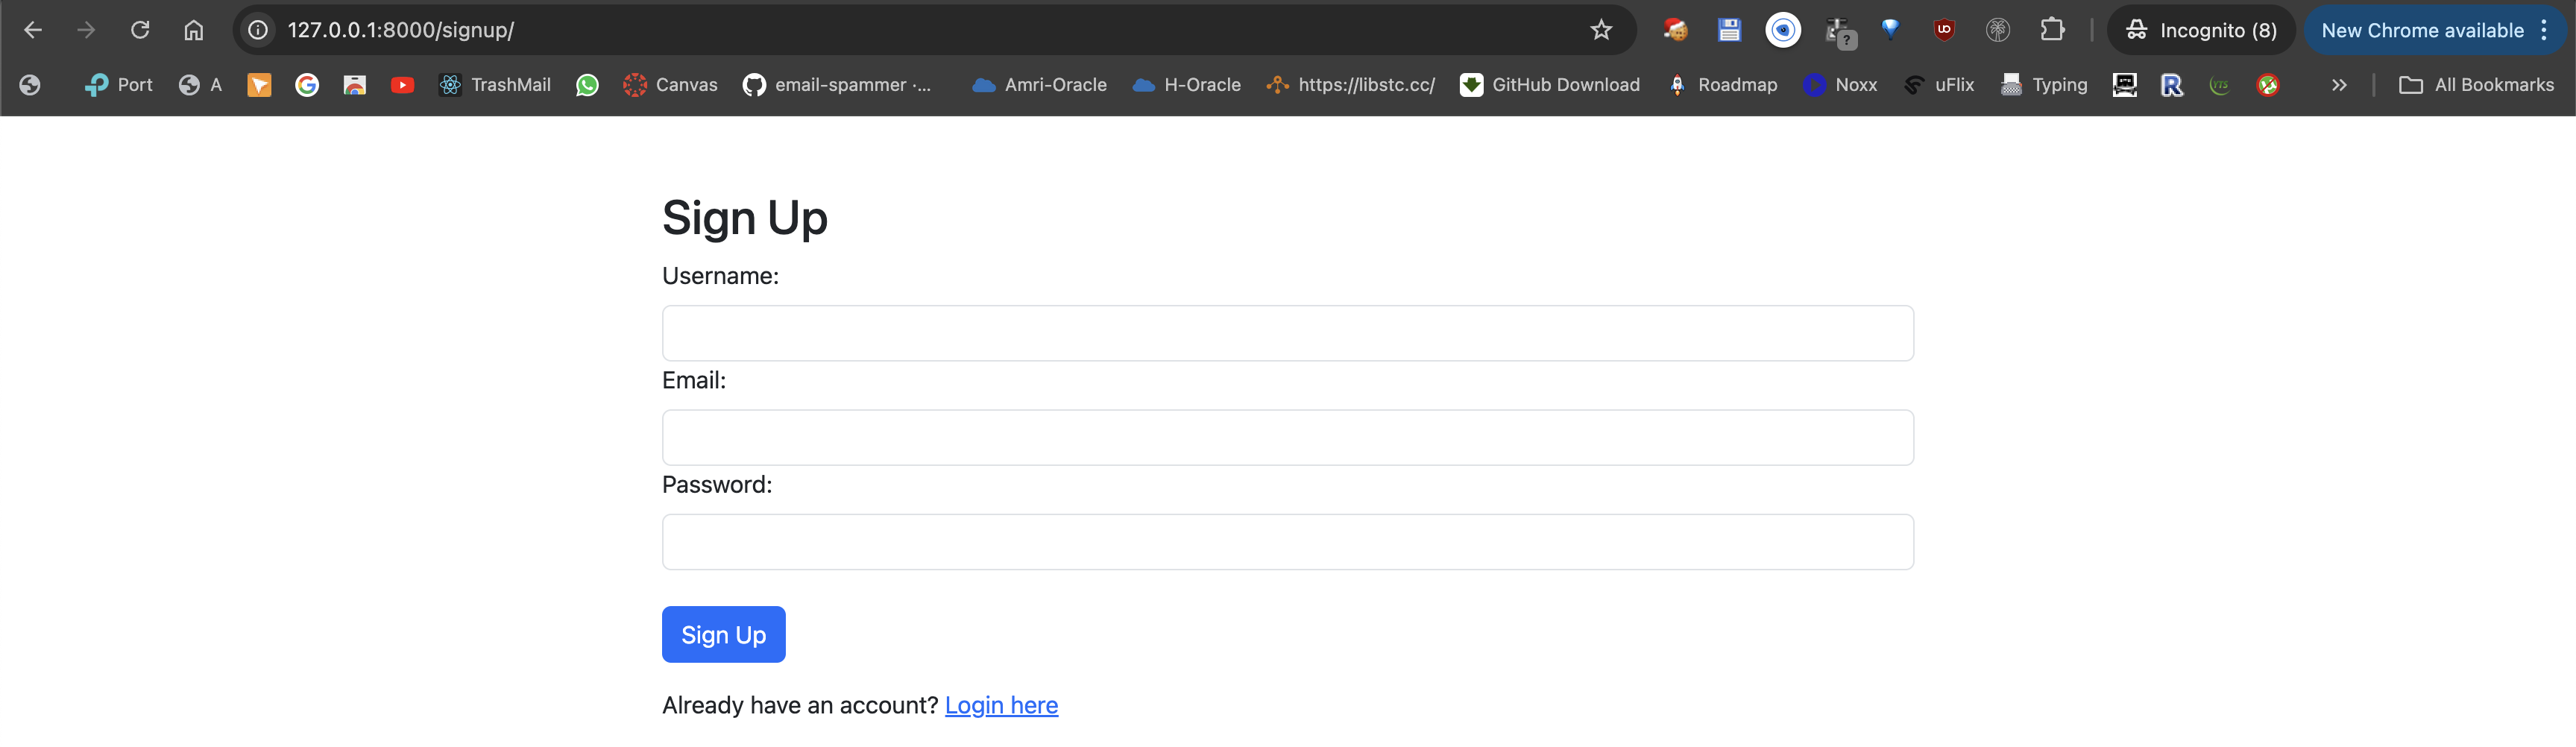 127.0.0.1:8000/signup/
?
Incognito (8)
New Chrome available
Port
A
TrashMail
Canvas
email-spammer ·...
Amri-Oracle
H-Oracle
https://libstc.cc/
GitHub Download
Roadmap
Noxx
uFlix
Typing
R
YTS
»
All Bookmarks
Sign Up
Username:
Email:
Password:
Sign Up
Already have an account? Login here